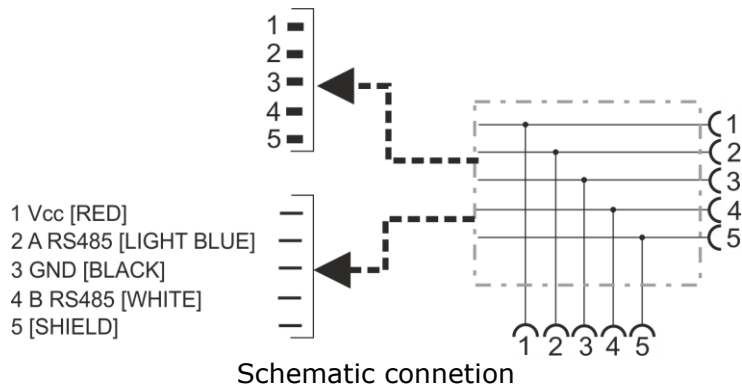 1
2
3
4
5
1
2
3
4
5
1 Vcc [RED]
2 A RS485 [LIGHT BLUE]
3 GND [BLACK]
4 B RS485 [WHITE]
5 [SHIELD]
1 2 3 4 5
Schematic connetion